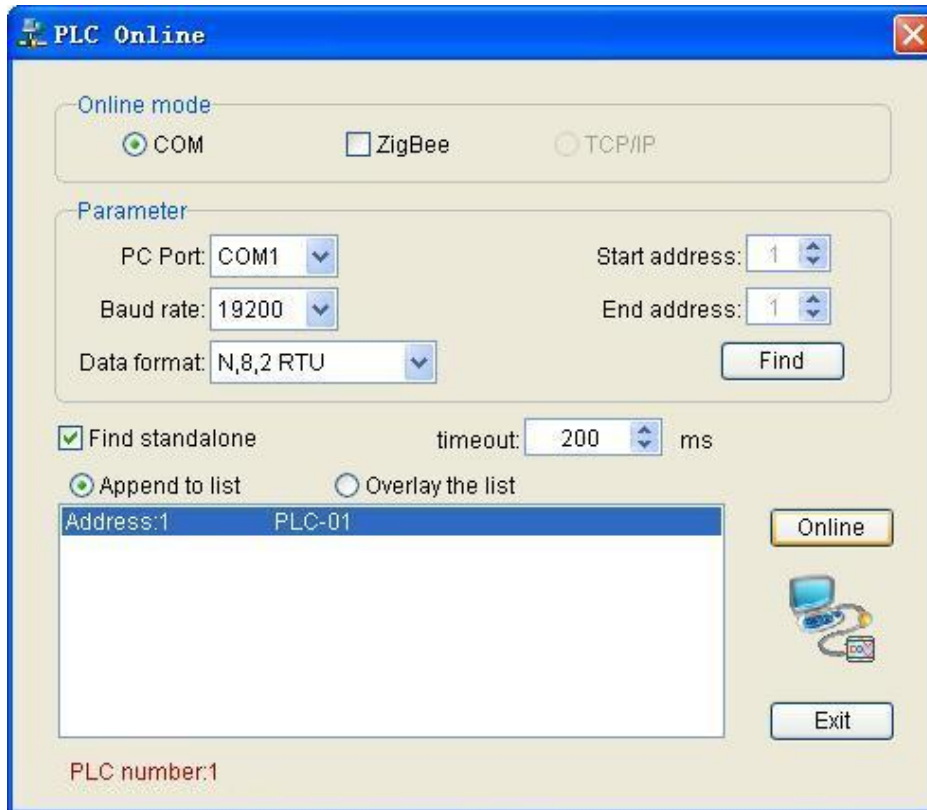 PLC Online
Online mode
COM ZigBee TCP/IP
Parameter
PC Port: COM1 Start address: 1
Baud rate: 19200 End address: 1
Data format: N,8,2 RTU Find
Find standalone timeout: 200 ms
Append to list Overlay the list
Address:1 PLC-01
Online
Exit
PLC number:1